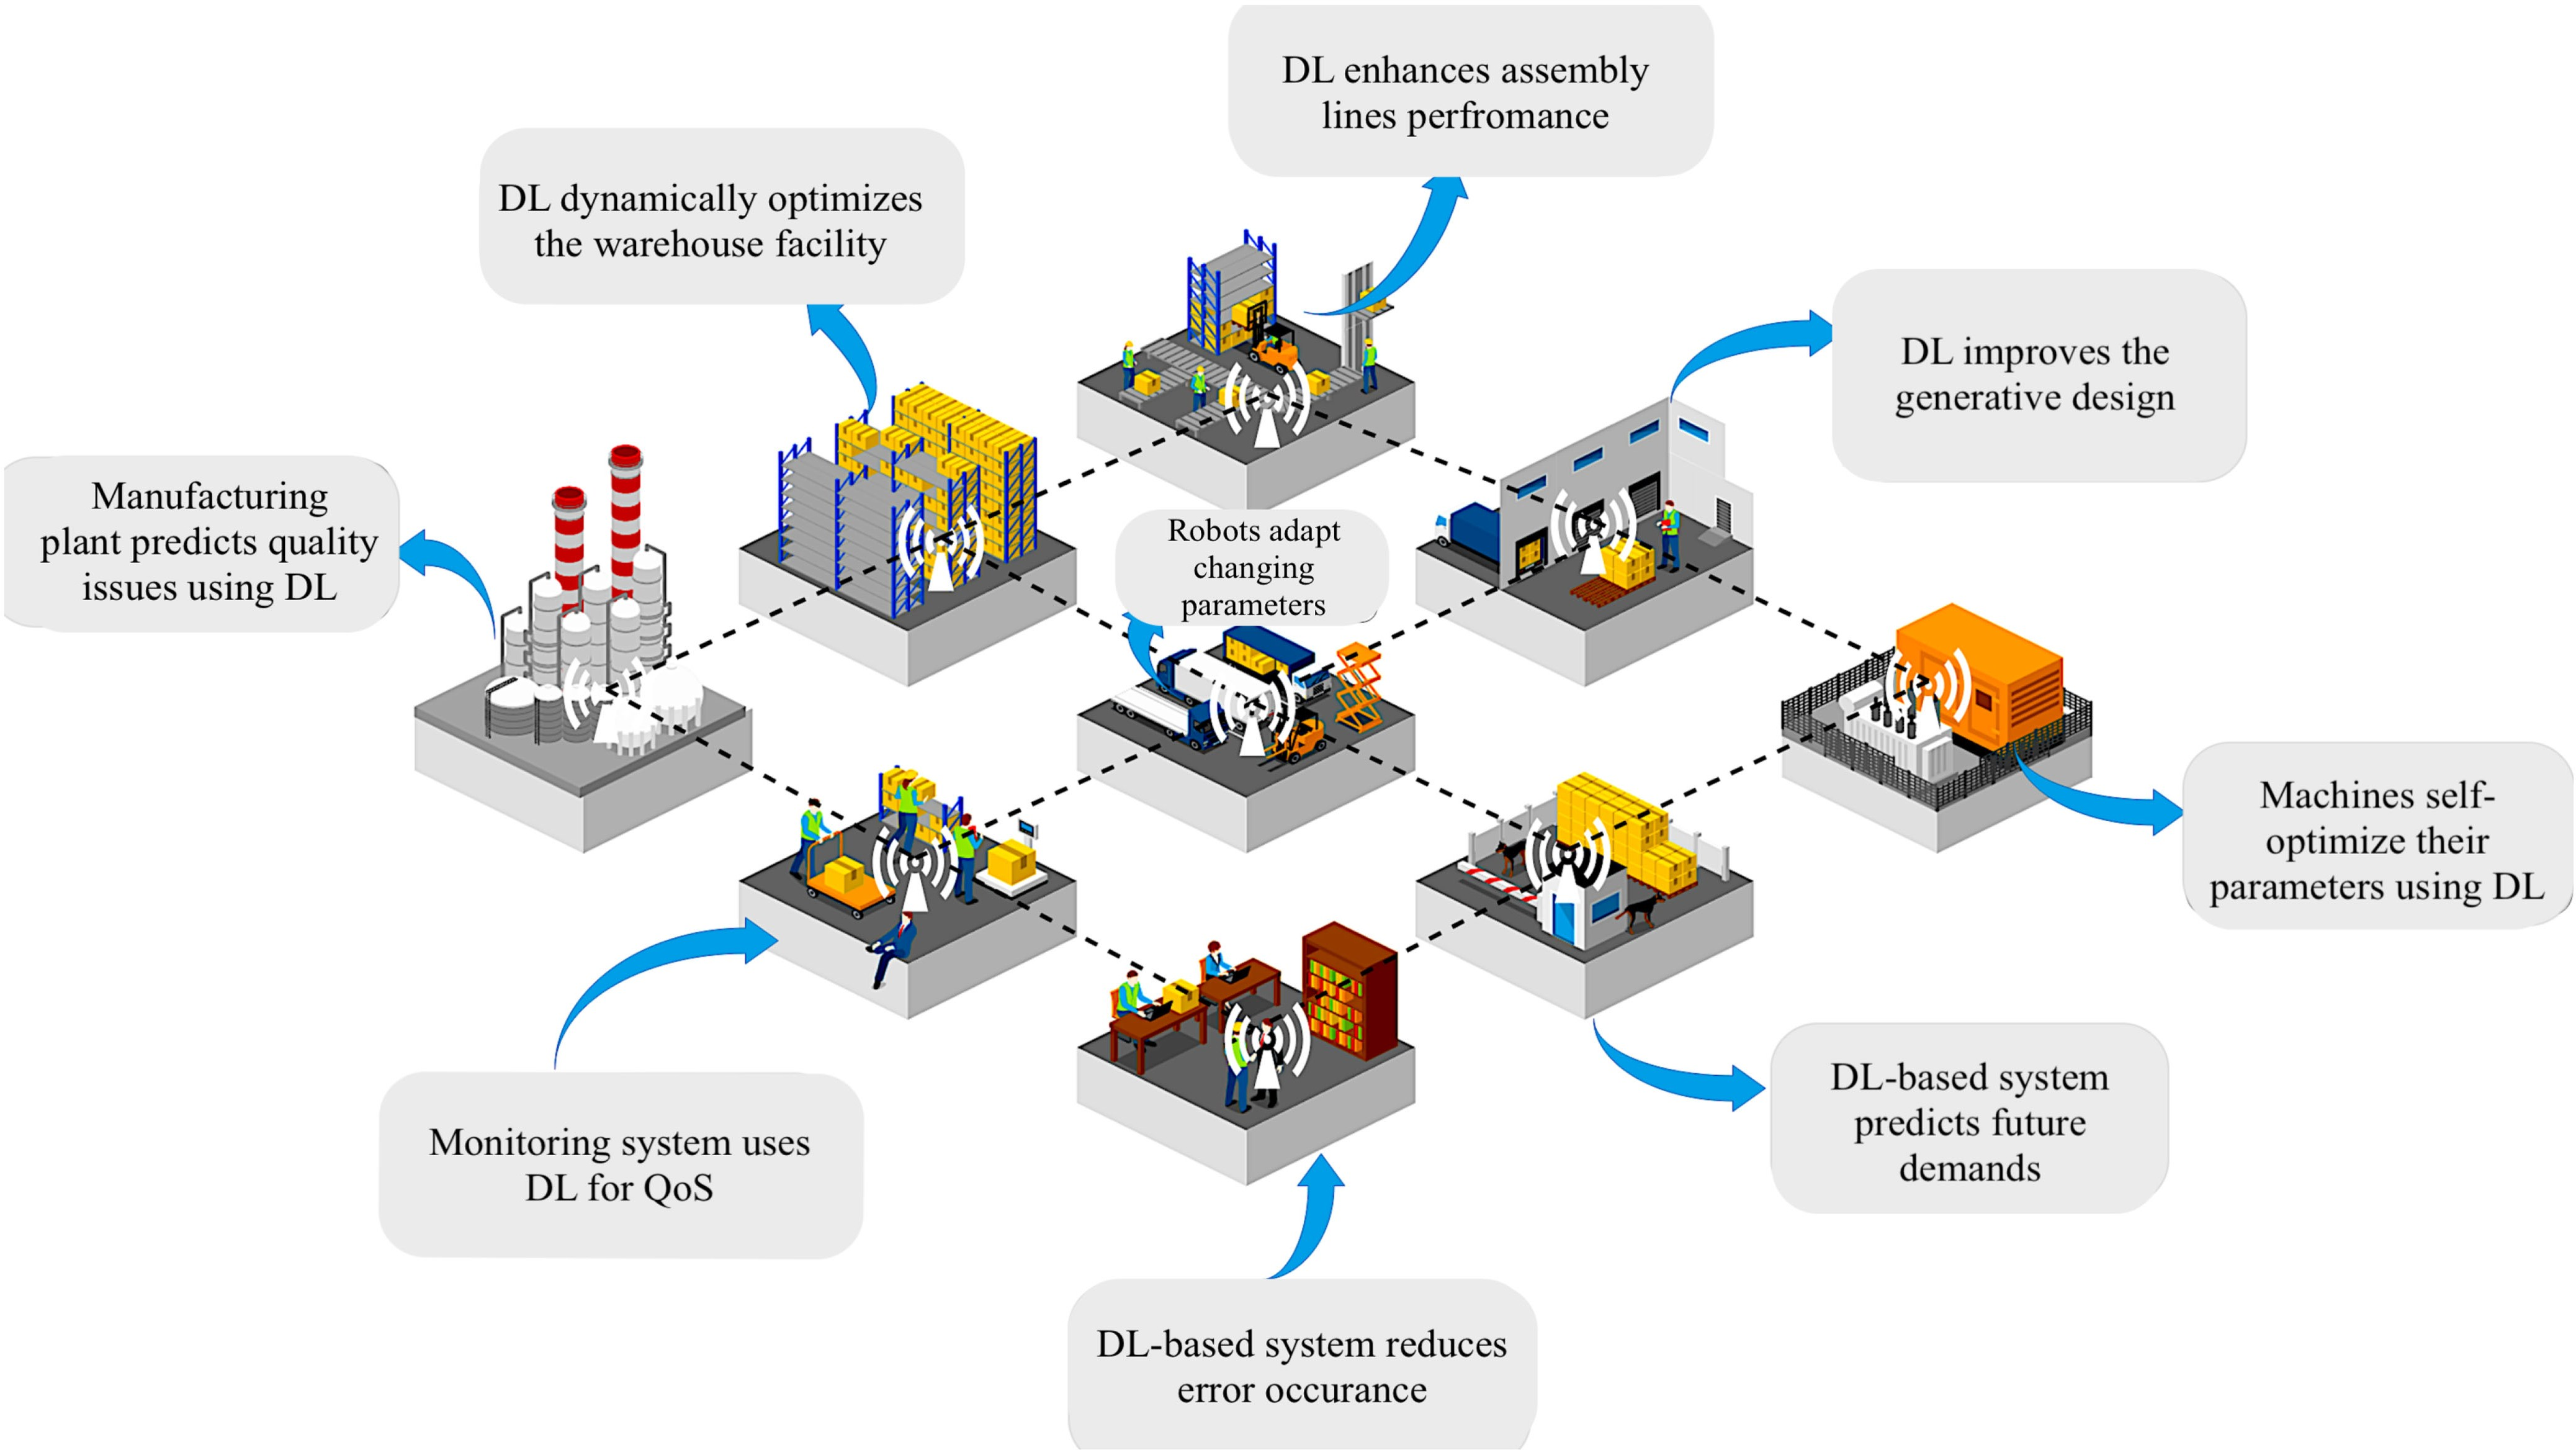 DL enhances assembly
lines perfromance
DL dynamically optimizes
the warehouse facility
DL improves the
generative design
Manufacturing
plant predicts quality
issues using DL
Robots adapt
changing
parameters
Machines self-
optimize their
parameters using DL
Monitoring system uses
DL for QoS
DL-based system
predicts future
demands
DL-based system reduces
error occurance